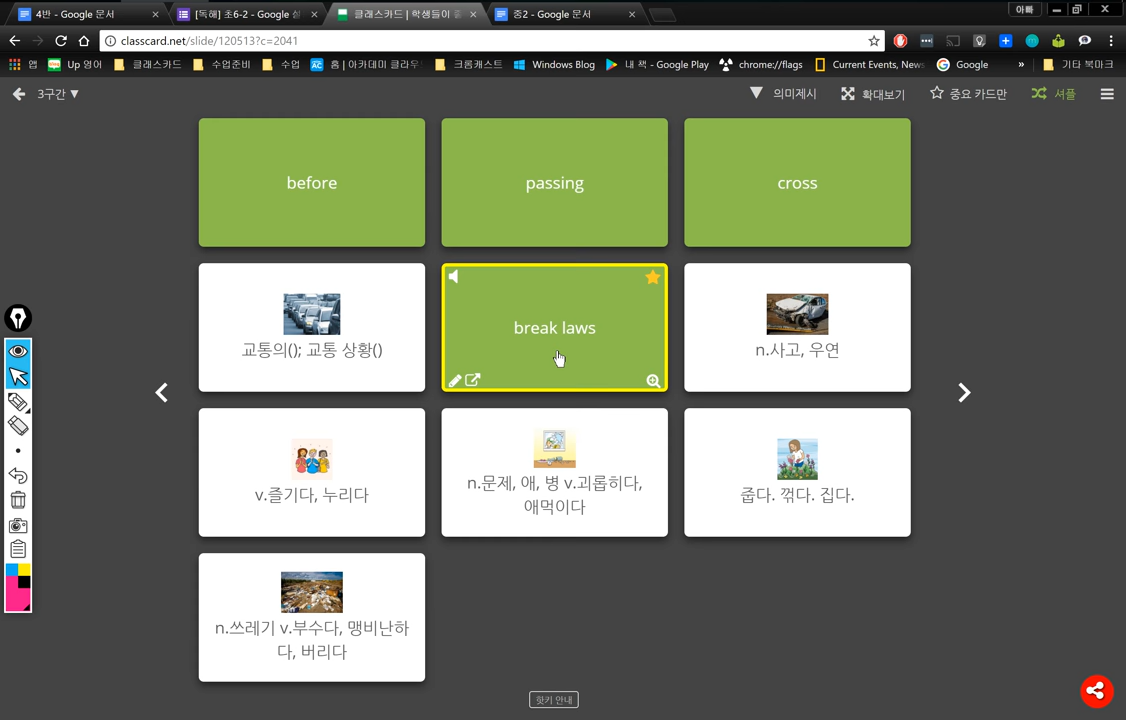 4반 - Google 문서
[독해] 초6-2 - Google 설
클래스카드 | 학생들이 좋
중2 - Google 문서
아빠
classcard.net/slide/120513?c=2041
앱
Up 영어
클래스카드
수업준비
수업
홈 | 아카데미 클라우
크롬캐스트
Windows Blog
내 책 - Google Play
chrome://flags
Current Events, News
Google
»
기타 북마크
3구간 ▼
의미제시
확대보기
중요 카드만
셔플
before
passing
cross
교통의(); 교통 상황()
break laws
n.사고, 우연
v.즐기다, 누리다
n.문제, 애, 병 v.괴롭히다,
애먹이다
줍다. 꺾다. 집다.
n.쓰레기 v.부수다, 맹비난하
다, 버리다
핫키 안내